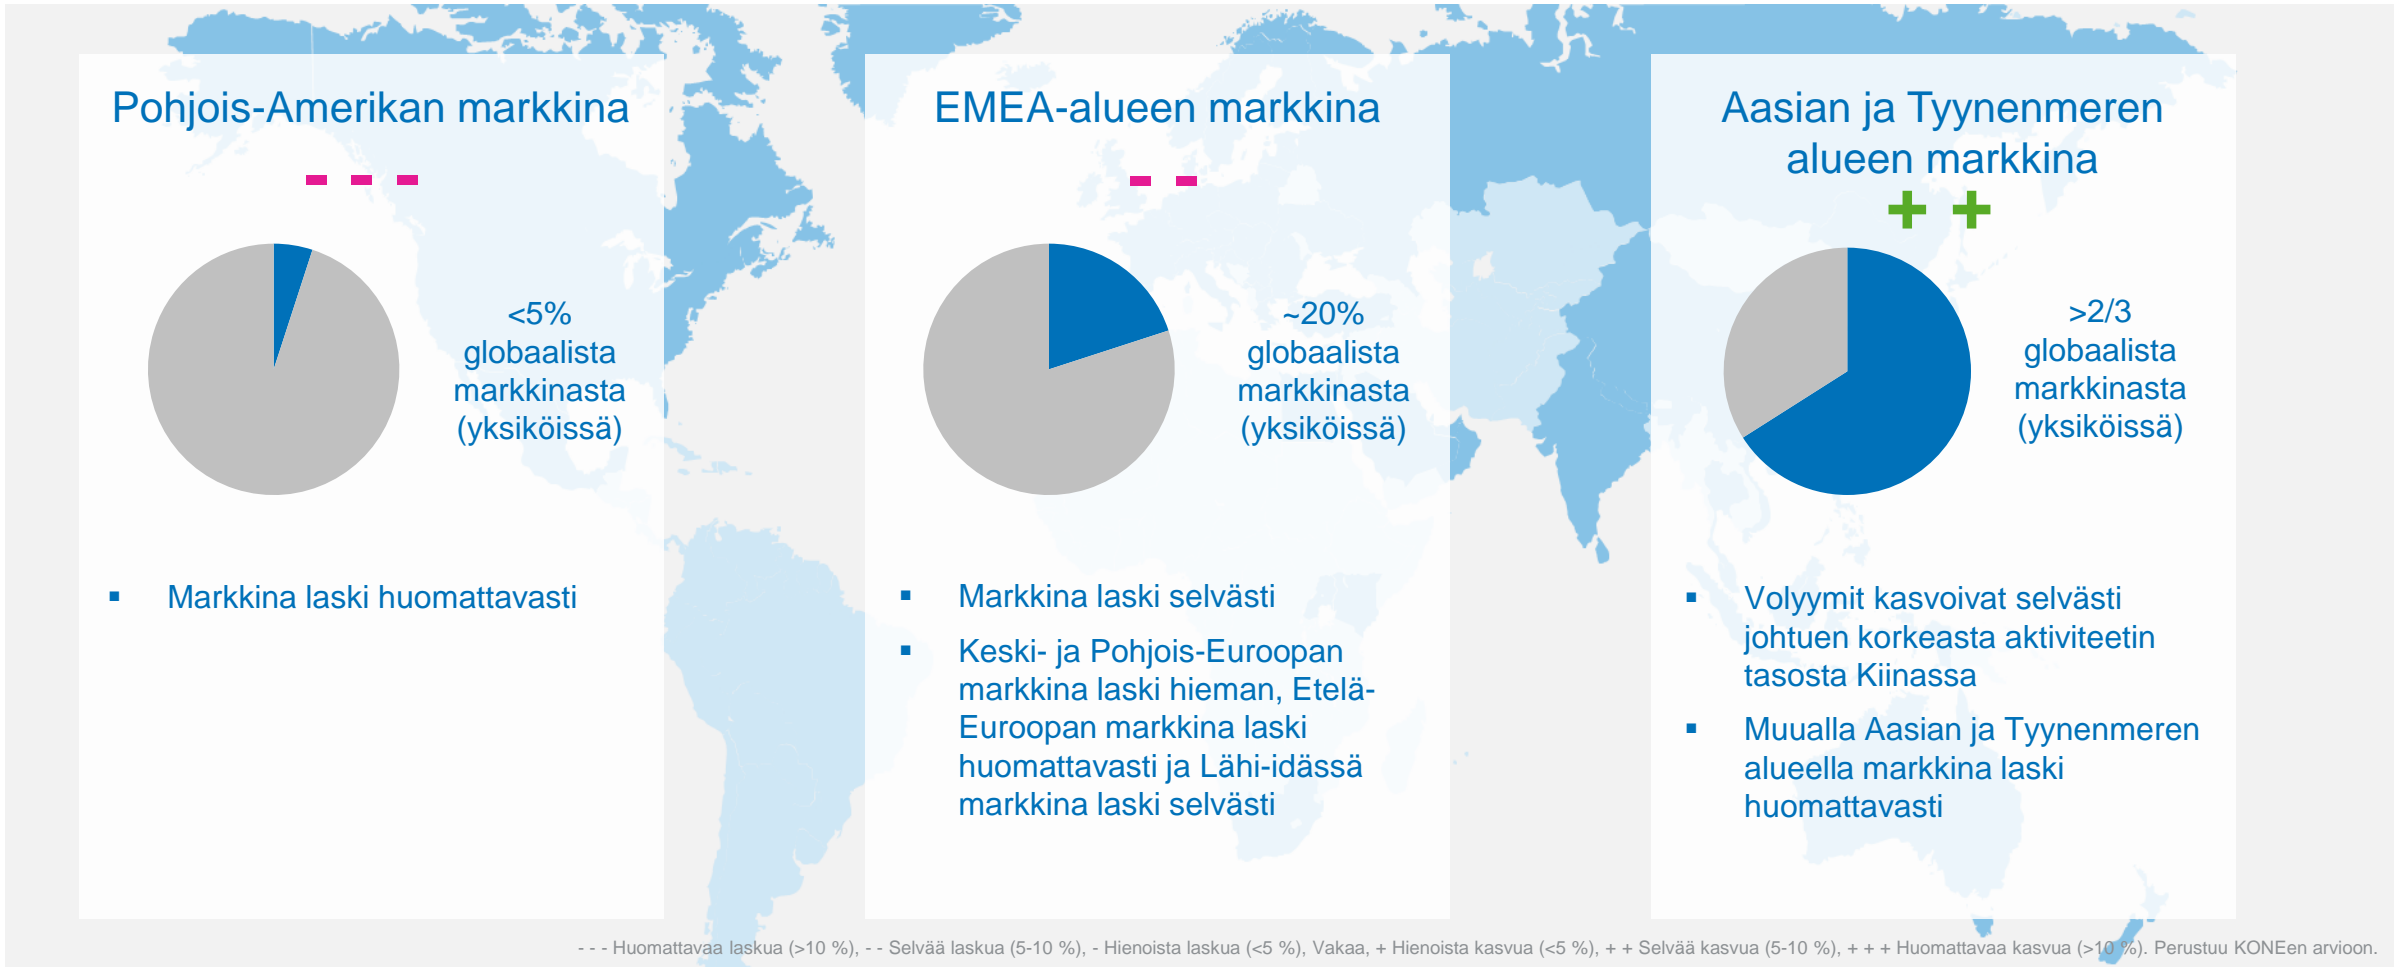 Pohjois-Amerikan markkina
- - -
<5%
globaalista
markkinasta
(yksiköissä)
▪ Markkina laski huomattavasti
EMEA-alueen markkina
- -
~20%
globaalista
markkinasta
(yksiköissä)
▪ Markkina laski selvästi
▪ Keski- ja Pohjois-Euroopan
markkina laski hieman, Etelä-
Euroopan markkina laski
huomattavasti ja Lähi-idässä
markkina laski selvästi
Aasian ja Tyynenmeren
alueen markkina
+ +
>2/3
globaalista
markkinasta
(yksiköissä)
▪ Volyymit kasvoivat selvästi
johtuen korkeasta aktiviteetin
tasosta Kiinassa
▪ Muualla Aasian ja Tyynenmeren
alueella markkina laski
huomattavasti
- - - Huomattavaa laskua (>10 %), - - Selvää laskua (5-10 %), - Hienoista laskua (<5 %), Vakaa, + Hienoista kasvua (<5 %), + + Selvää kasvua (5-10 %), + + + Huomattavaa kasvua (>10 %). Perustuu KONEen arvioon.